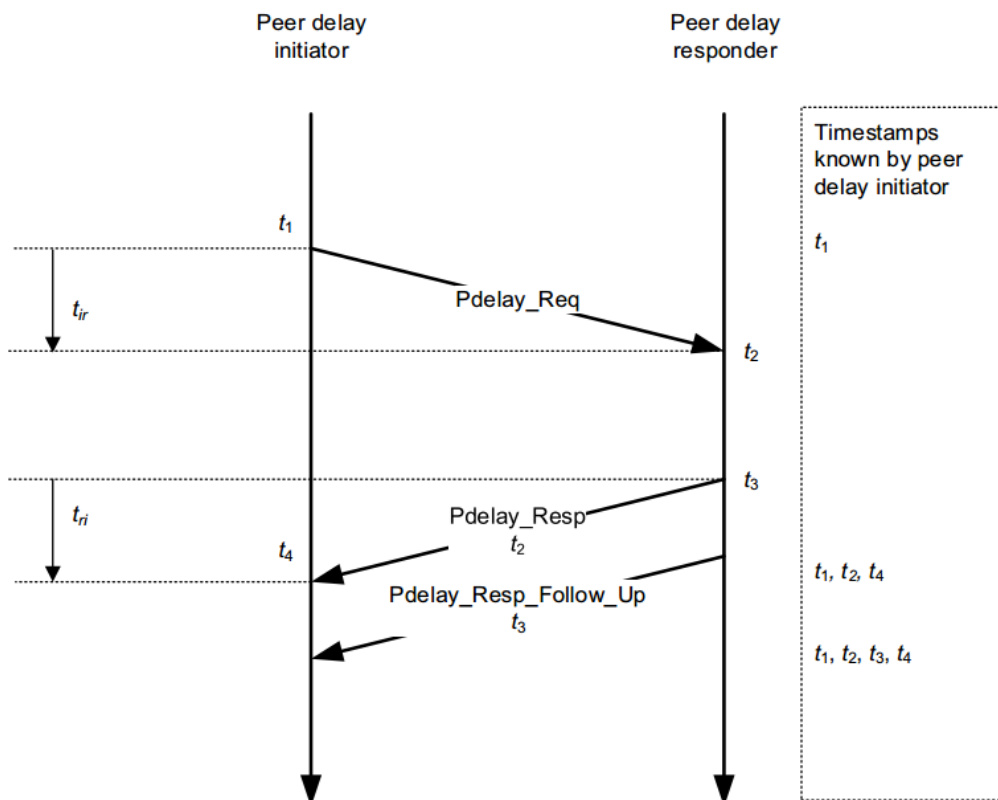 Peer delay
initiator
Peer delay
responder
Timestamps
known by peer
delay initiator
t1
t1
Pdelay_Req
tir
t2
t3
Pdelay_Resp
tri
t2
t4
t1, t2, t4
Pdelay_Resp_Follow_Up
t3
t1, t2, t3, t4